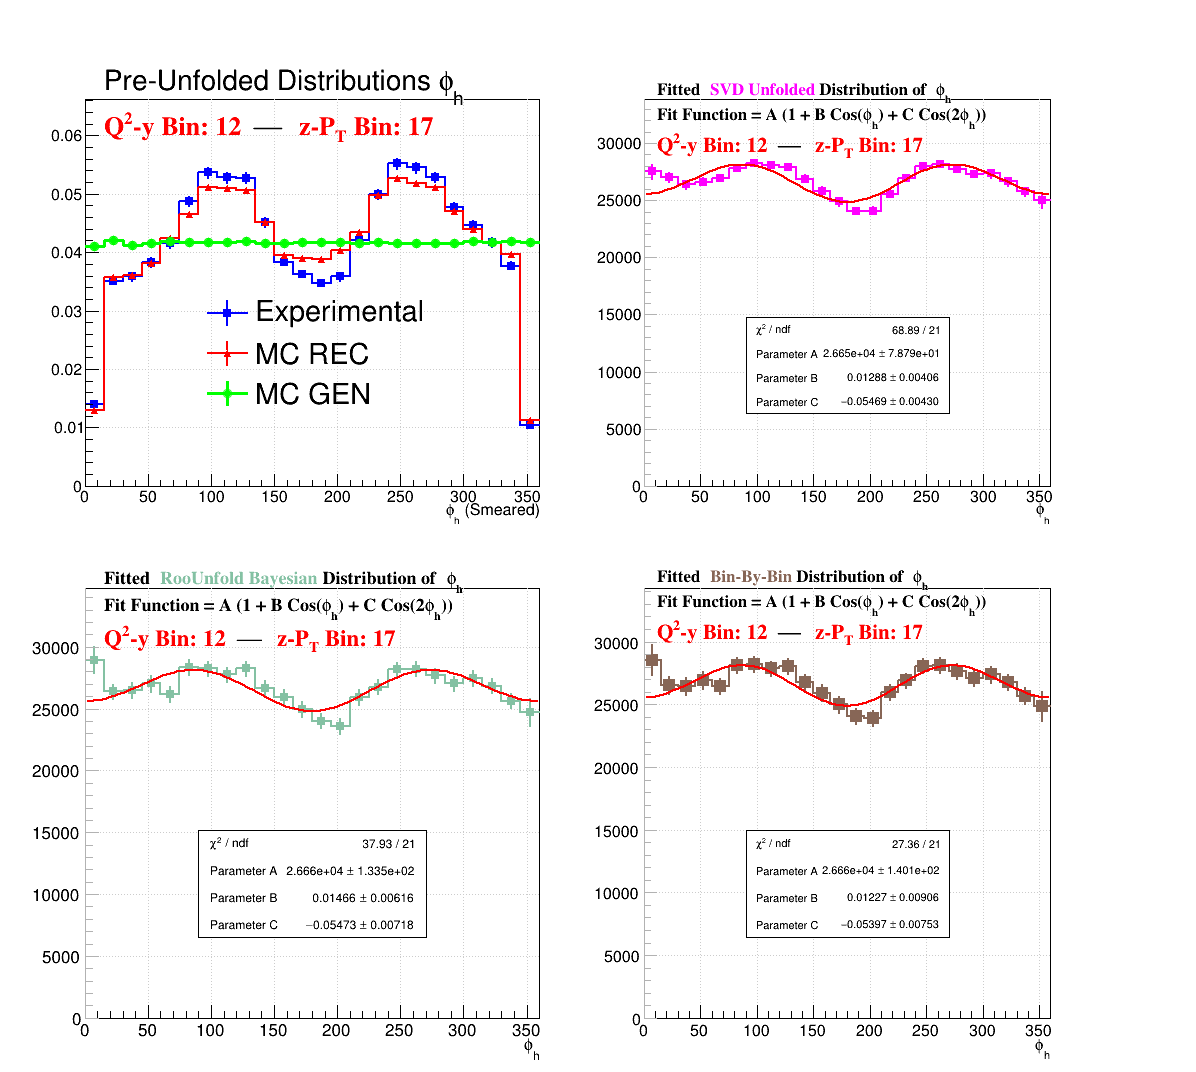 Pre-Unfolded Distributions ϕh
Q2-y Bin: 12 — z-PT Bin: 17
0.06
0.05
0.04
0.03
0.02
0.01
0
Experimental
MC REC
MC GEN
0 50 100 150 200 250 300 350
ϕh (Smeared)
Fitted SVD Unfolded Distribution of ϕh
Fit Function = A (1 + B Cos(ϕh) + C Cos(2ϕh))
Q2-y Bin: 12 — z-PT Bin: 17
30000
25000
20000
15000
10000
5000
0
χ2 / ndf 68.89 / 21
Parameter A 2.665e+04 ± 7.879e+01
Parameter B 0.01288 ± 0.00406
Parameter C −0.05469 ± 0.00430
0 50 100 150 200 250 300 350
ϕh
Fitted RooUnfold Bayesian Distribution of ϕh
Fit Function = A (1 + B Cos(ϕh) + C Cos(2ϕh))
Q2-y Bin: 12 — z-PT Bin: 17
30000
25000
20000
15000
10000
5000
0
χ2 / ndf 37.93 / 21
Parameter A 2.666e+04 ± 1.335e+02
Parameter B 0.01466 ± 0.00616
Parameter C −0.05473 ± 0.00718
0 50 100 150 200 250 300 350
ϕh
Fitted Bin-By-Bin Distribution of ϕh
Fit Function = A (1 + B Cos(ϕh) + C Cos(2ϕh))
Q2-y Bin: 12 — z-PT Bin: 17
30000
25000
20000
15000
10000
5000
0
χ2 / ndf 27.36 / 21
Parameter A 2.666e+04 ± 1.401e+02
Parameter B 0.01227 ± 0.00906
Parameter C −0.05397 ± 0.00753
0 50 100 150 200 250 300 350
ϕh